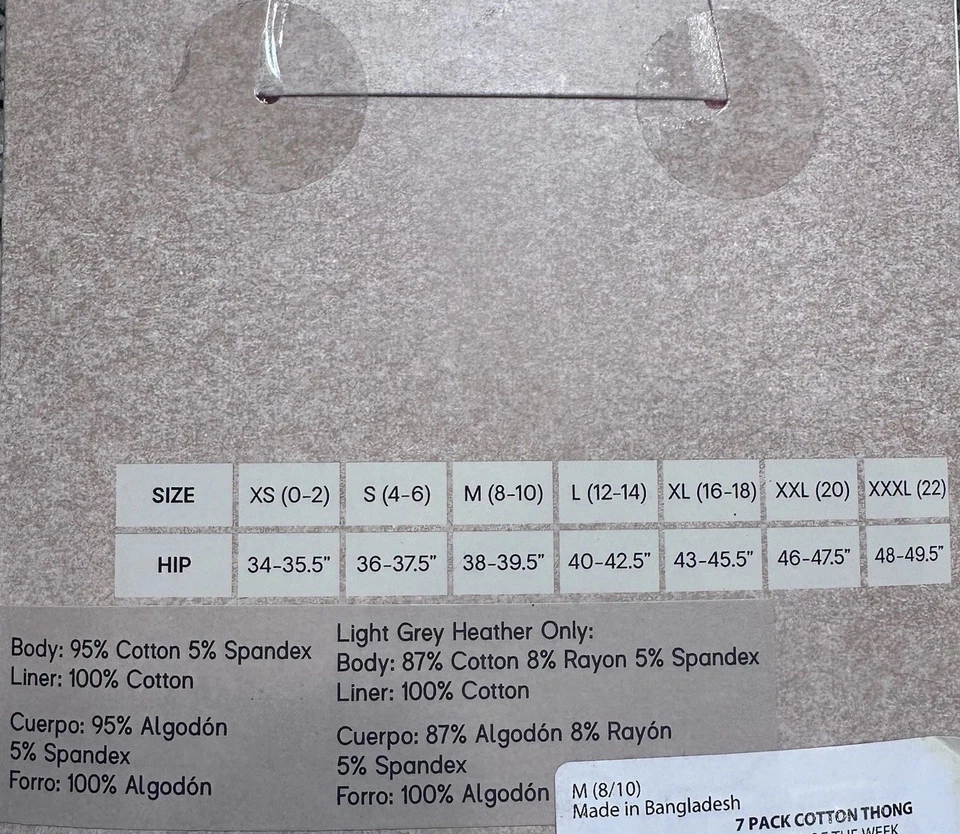 SIZE XS (0-2) S (4-6) M (8-10) L (12-14) XL (16-18) XXL (20) XXXL (22)
HIP 34-35.5” 36-37.5” 38-39.5” 40-42.5” 43-45.5” 46-47.5” 48-49.5”
Body: 95% Cotton 5% Spandex
Liner: 100% Cotton
Cuerpo: 95% Algodón
5% Spandex
Forro: 100% Algodón
Light Grey Heather Only:
Body: 87% Cotton 8% Rayon 5% Spandex
Liner: 100% Cotton
Cuerpo: 87% Algodón 8% Rayón
5% Spandex
Forro: 100% Algodón
M (8/10)
Made in Bangladesh
7 PACK COTTON THONG
THE WEEK